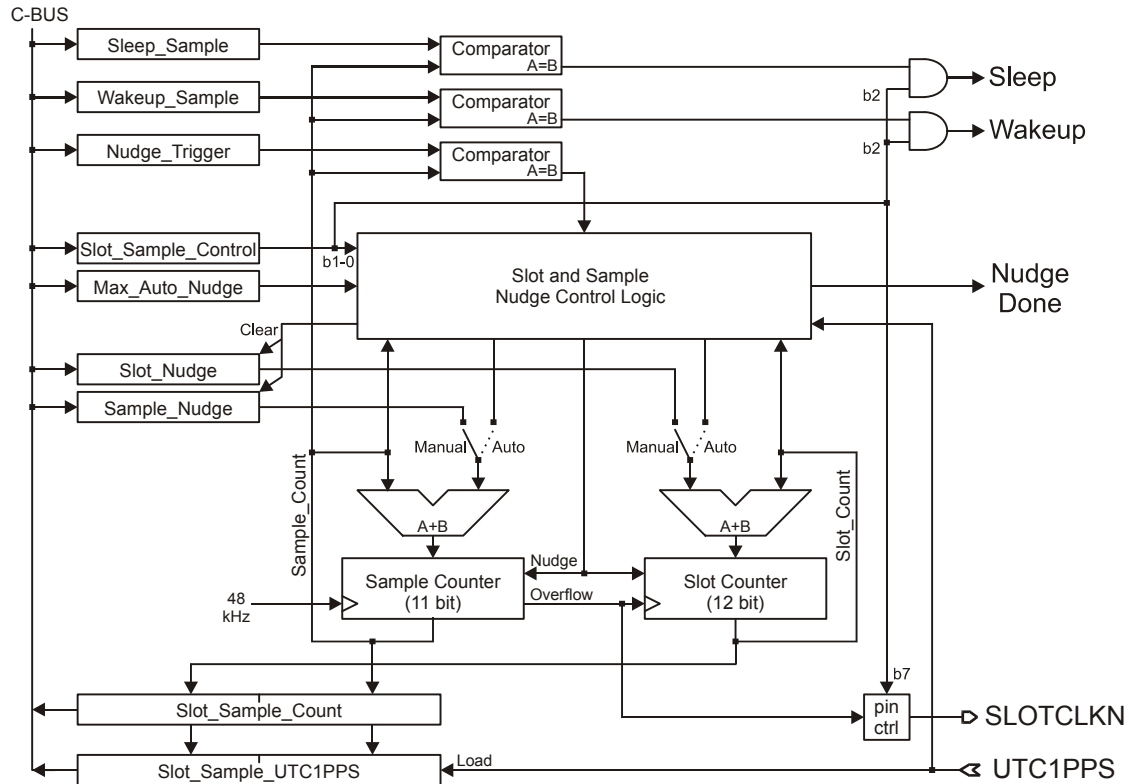 C-BUS
Sleep_Sample
Comparator
A=B
b2
Sleep
Wakeup_Sample
Comparator
A=B
b2
Wakeup
Nudge_Trigger
Comparator
A=B
Slot_Sample_Control
b1-0
Max_Auto_Nudge
Slot and Sample
Nudge Control Logic
Nudge
Done
Clear
Slot_Nudge
Sample_Nudge
Manual
Auto
Manual
Auto
Sample_Count
Slot_Count
A+B
A+B
Sample Counter
(11 bit)
Nudge
Overflow
Slot Counter
(12 bit)
48
kHz
b7
Slot_Sample_Count
pin
ctrl
SLOTCLKN
Slot_Sample_UTC1PPS
Load
UTC1PPS